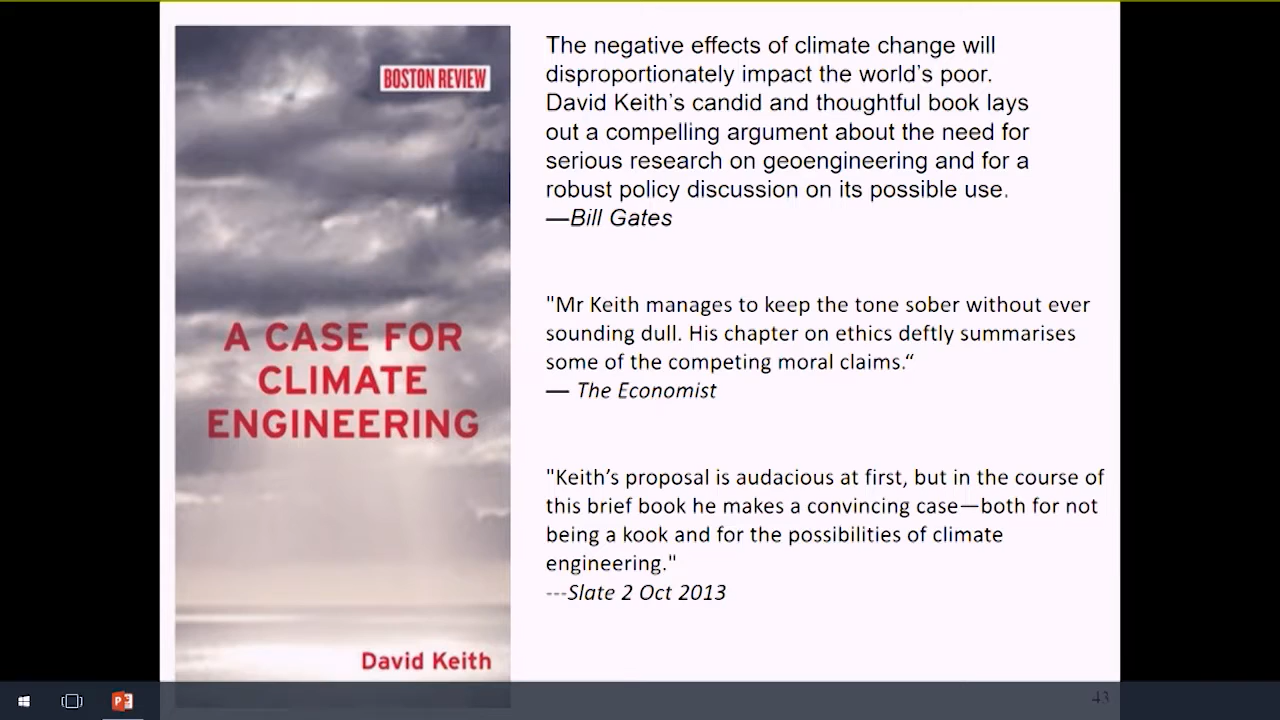 BOSTON REVIEW
A CASE FOR
CLIMATE
ENGINEERING
David Keith
The negative effects of climate change will
disproportionately impact the world's poor.
David Keith's candid and thoughtful book lays
out a compelling argument about the need for
serious research on geoengineering and for a
robust policy discussion on its possible use.
—Bill Gates
"Mr Keith manages to keep the tone sober without ever
sounding dull. His chapter on ethics deftly summarises
some of the competing moral claims.“
— The Economist
"Keith’s proposal is audacious at first, but in the course of
this brief book he makes a convincing case—both for not
being a kook and for the possibilities of climate
engineering."
---Slate 2 Oct 2013
43